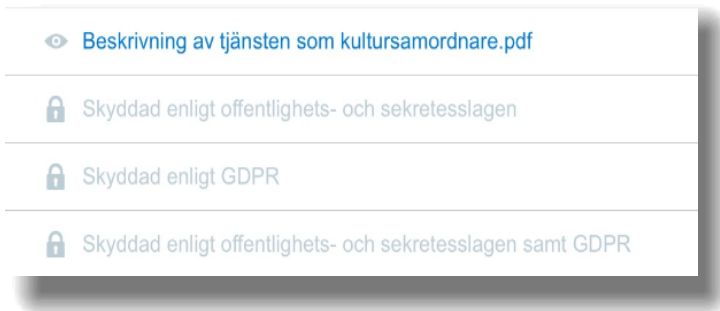 Beskrivning av tjänsten som kultursamordnare.pdf
Skyddad enligt offentlighets- och sekretesslagen
Skyddad enligt GDPR
Skyddad enligt offentlighets- och sekretesslagen samt GDPR